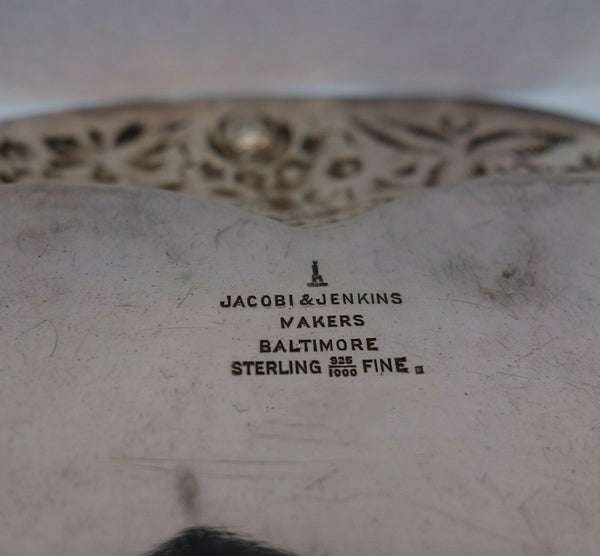 JACOBI & JENKINS
MAKERS
BALTIMORE
STERLING 925/1000 FINE.